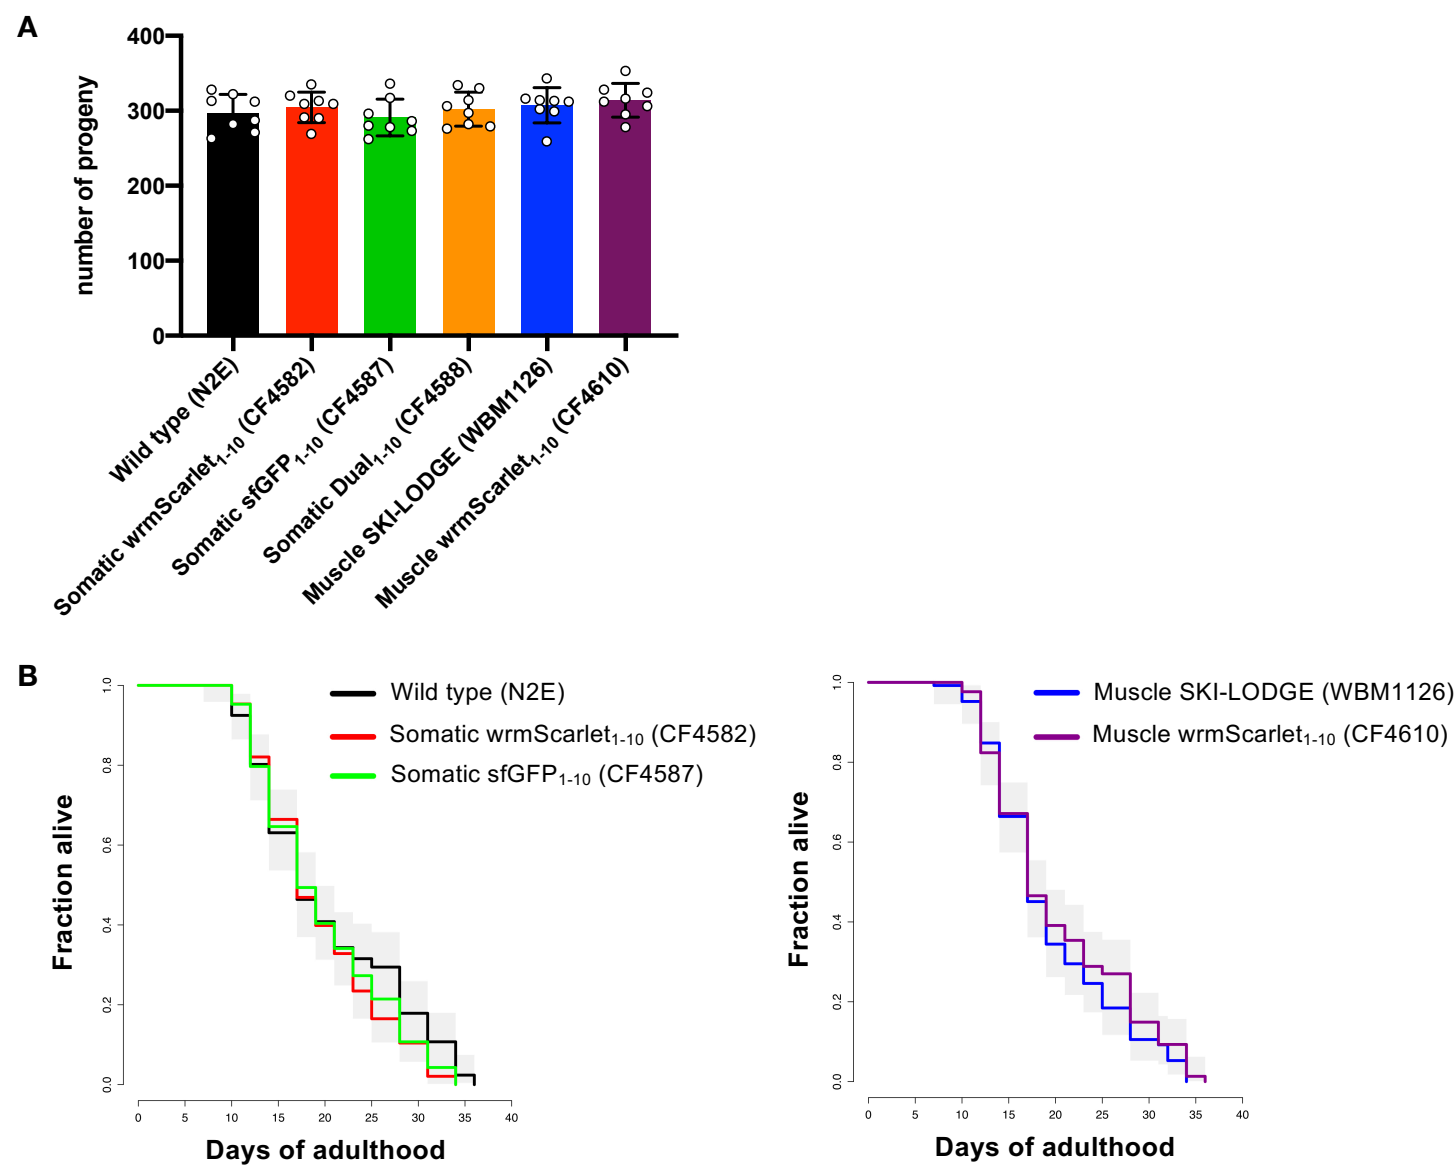 A
number of progeny
400
300
200
100
0
Wild type (N2E)
Somatic wrmScarlet1-10 (CF4582)
Somatic sfGFP1-10 (CF4587)
Somatic Dual1-10 (CF4588)
Muscle SKI-LODGE (WBM1126)
Muscle wrmScarlet1-10 (CF4610)
B
Fraction alive
1.0
0.8
0.6
0.4
0.2
0.0
0 5 10 15 20 25 30 35 40
Days of adulthood
Wild type (N2E)
Somatic wrmScarlet1-10 (CF4582)
Somatic sfGFP1-10 (CF4587)
Fraction alive
1.0
0.8
0.6
0.4
0.2
0.0
0 5 10 15 20 25 30 35 40
Days of adulthood
Muscle SKI-LODGE (WBM1126)
Muscle wrmScarlet1-10 (CF4610)